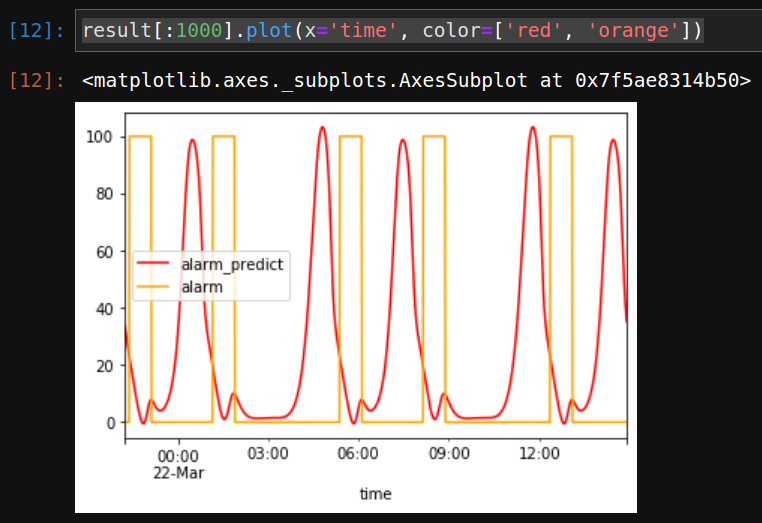 [12]: result[:1000].plot(x='time', color=['red', 'orange'])
[12]: <matplotlib.axes._subplots.AxesSubplot at 0x7f5ae8314b50>
100
80
60
40
20
0
alarm_predict
alarm
00:00 03:00 06:00 09:00 12:00
22-Mar
time